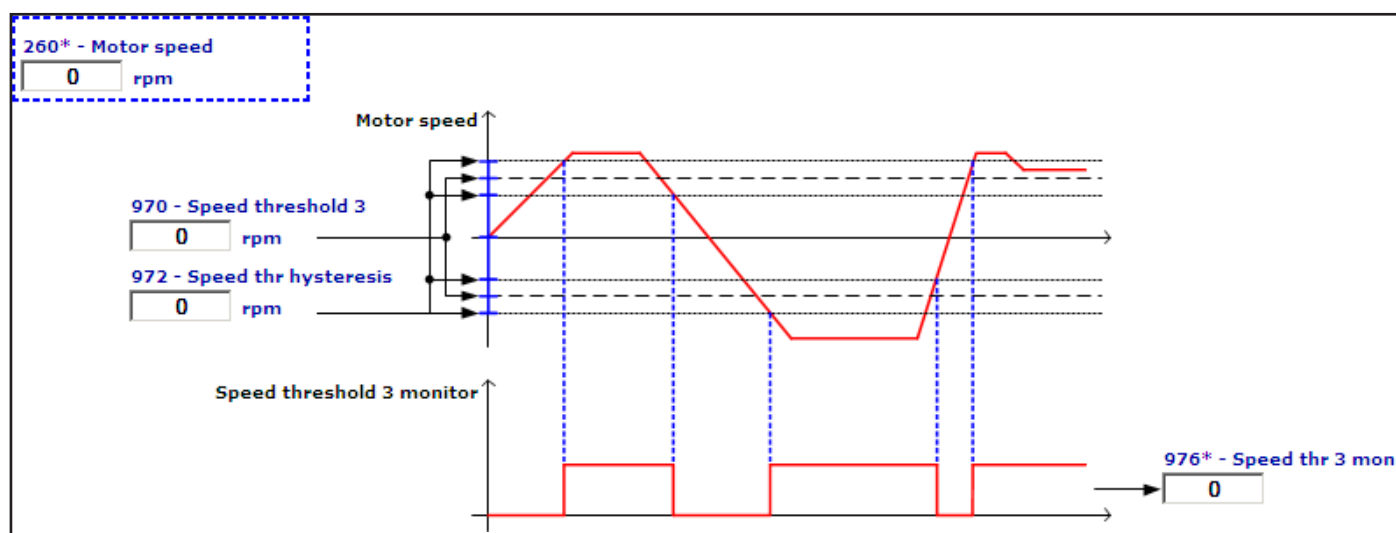 260* - Motor speed
0 rpm
Motor speed
970 - Speed threshold 3
0 rpm
972 - Speed thr hysteresis
0 rpm
Speed threshold 3 monitor
976* - Speed thr 3 mon
0